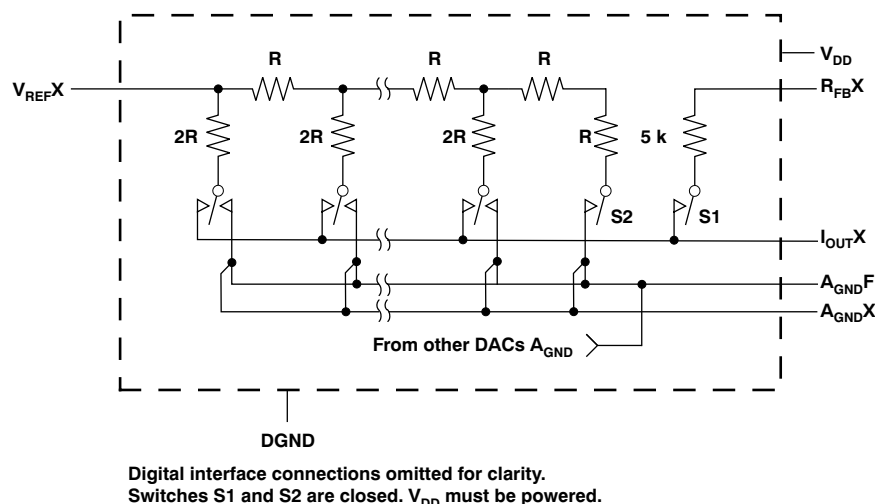 R R R V_DD
V_REFX R_FBX
2R 2R 2R R 5 k
S2 S1
I_OUTX
A_GNDF
A_GNDX
From other DACs A_GND
DGND
Digital interface connections omitted for clarity.
Switches S1 and S2 are closed. V_DD must be powered.